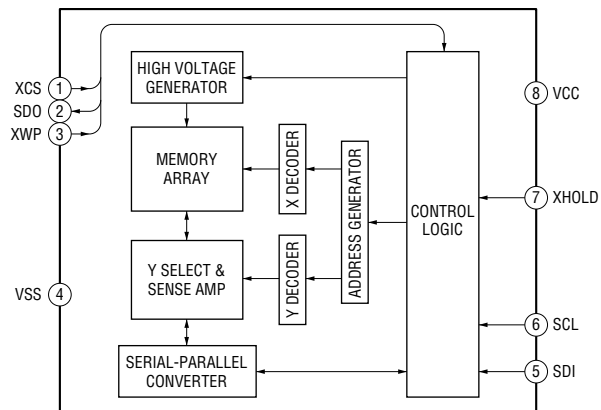 XCS 1
SDO 2
XWP 3
VSS 4
HIGH VOLTAGE
GENERATOR
MEMORY
ARRAY
Y SELECT &
SENSE AMP
SERIAL-PARALLEL
CONVERTER
X DECODER
Y DECODER
ADDRESS GENERATOR
CONTROL
LOGIC
8 VCC
7 XHOLD
6 SCL
5 SDI